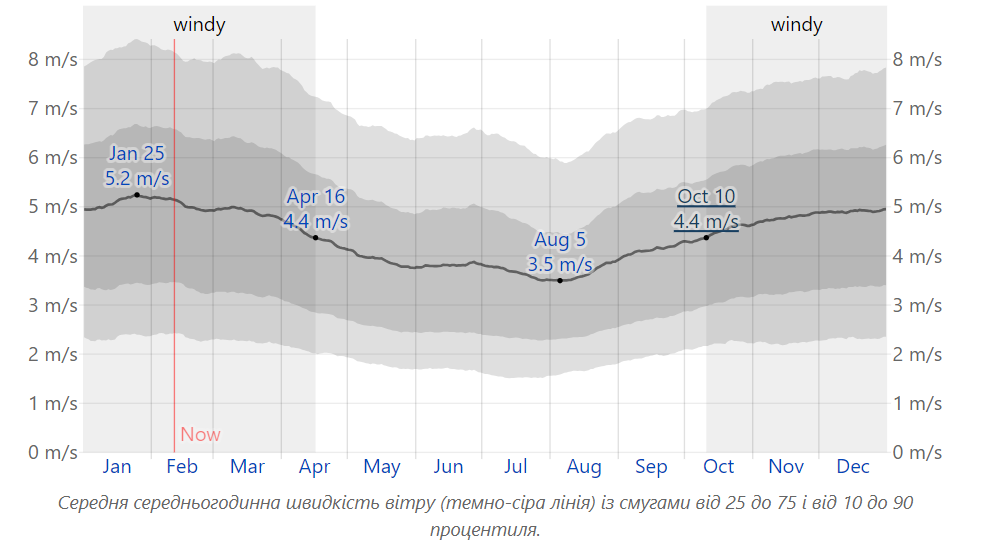 windy windy
8 m/s 8 m/s
7 m/s 7 m/s
6 m/s 6 m/s
Jan 25
5.2 m/s
Apr 16
4.4 m/s
Oct 10
4.4 m/s
5 m/s 5 m/s
Aug 5
3.5 m/s
4 m/s 4 m/s
3 m/s 3 m/s
2 m/s 2 m/s
1 m/s 1 m/s
Now
0 m/s 0 m/s
Jan Feb Mar Apr May Jun Jul Aug Sep Oct Nov Dec
Середня середньогодинна швидкість вітру (темно-сіра лінія) із смугами від 25 до 75 і від 10 до 90
процентиля.